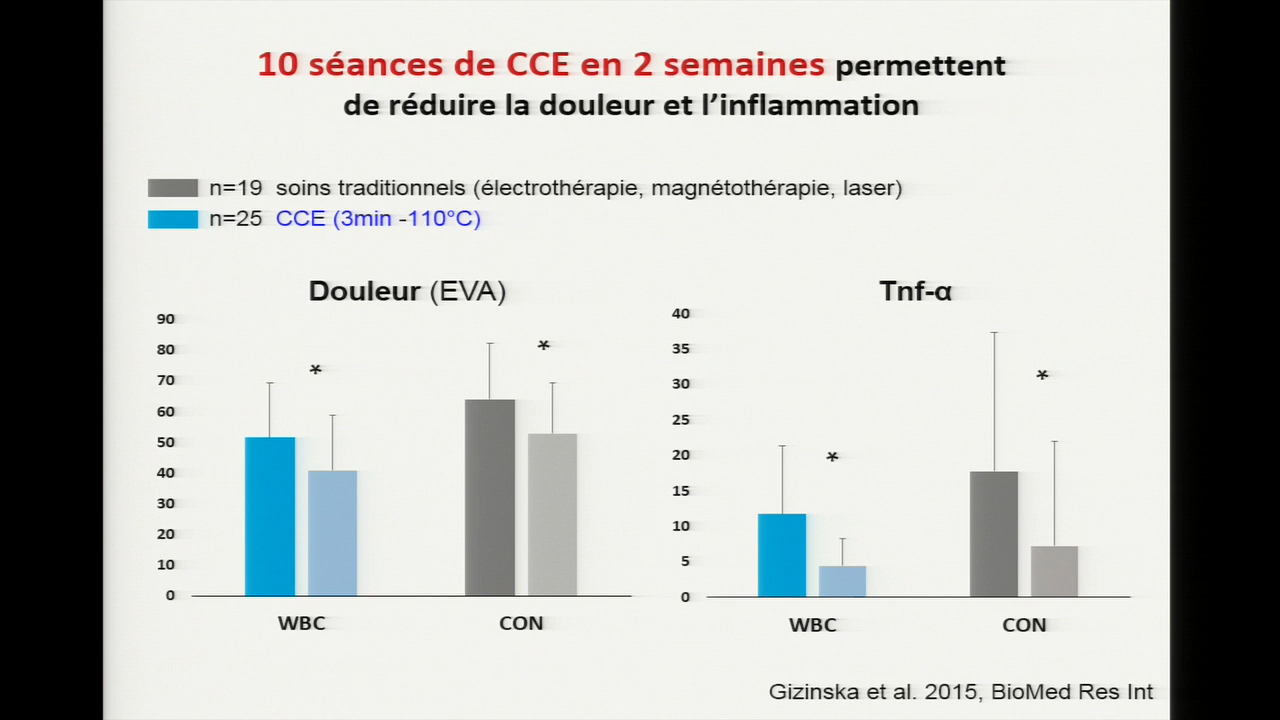 10 séances de CCE en 2 semaines permettent
de réduire la douleur et l’inflammation
n=19 soins traditionnels (électrothérapie, magnétothérapie, laser)
n=25 CCE (3min -110°C)
Douleur (EVA)
90
80
70
60
50
40
30
20
10
0
*
*
WBC
CON
Tnf-α
40
35
30
25
20
15
10
5
0
*
*
WBC
CON
Gizinska et al. 2015, BioMed Res Int